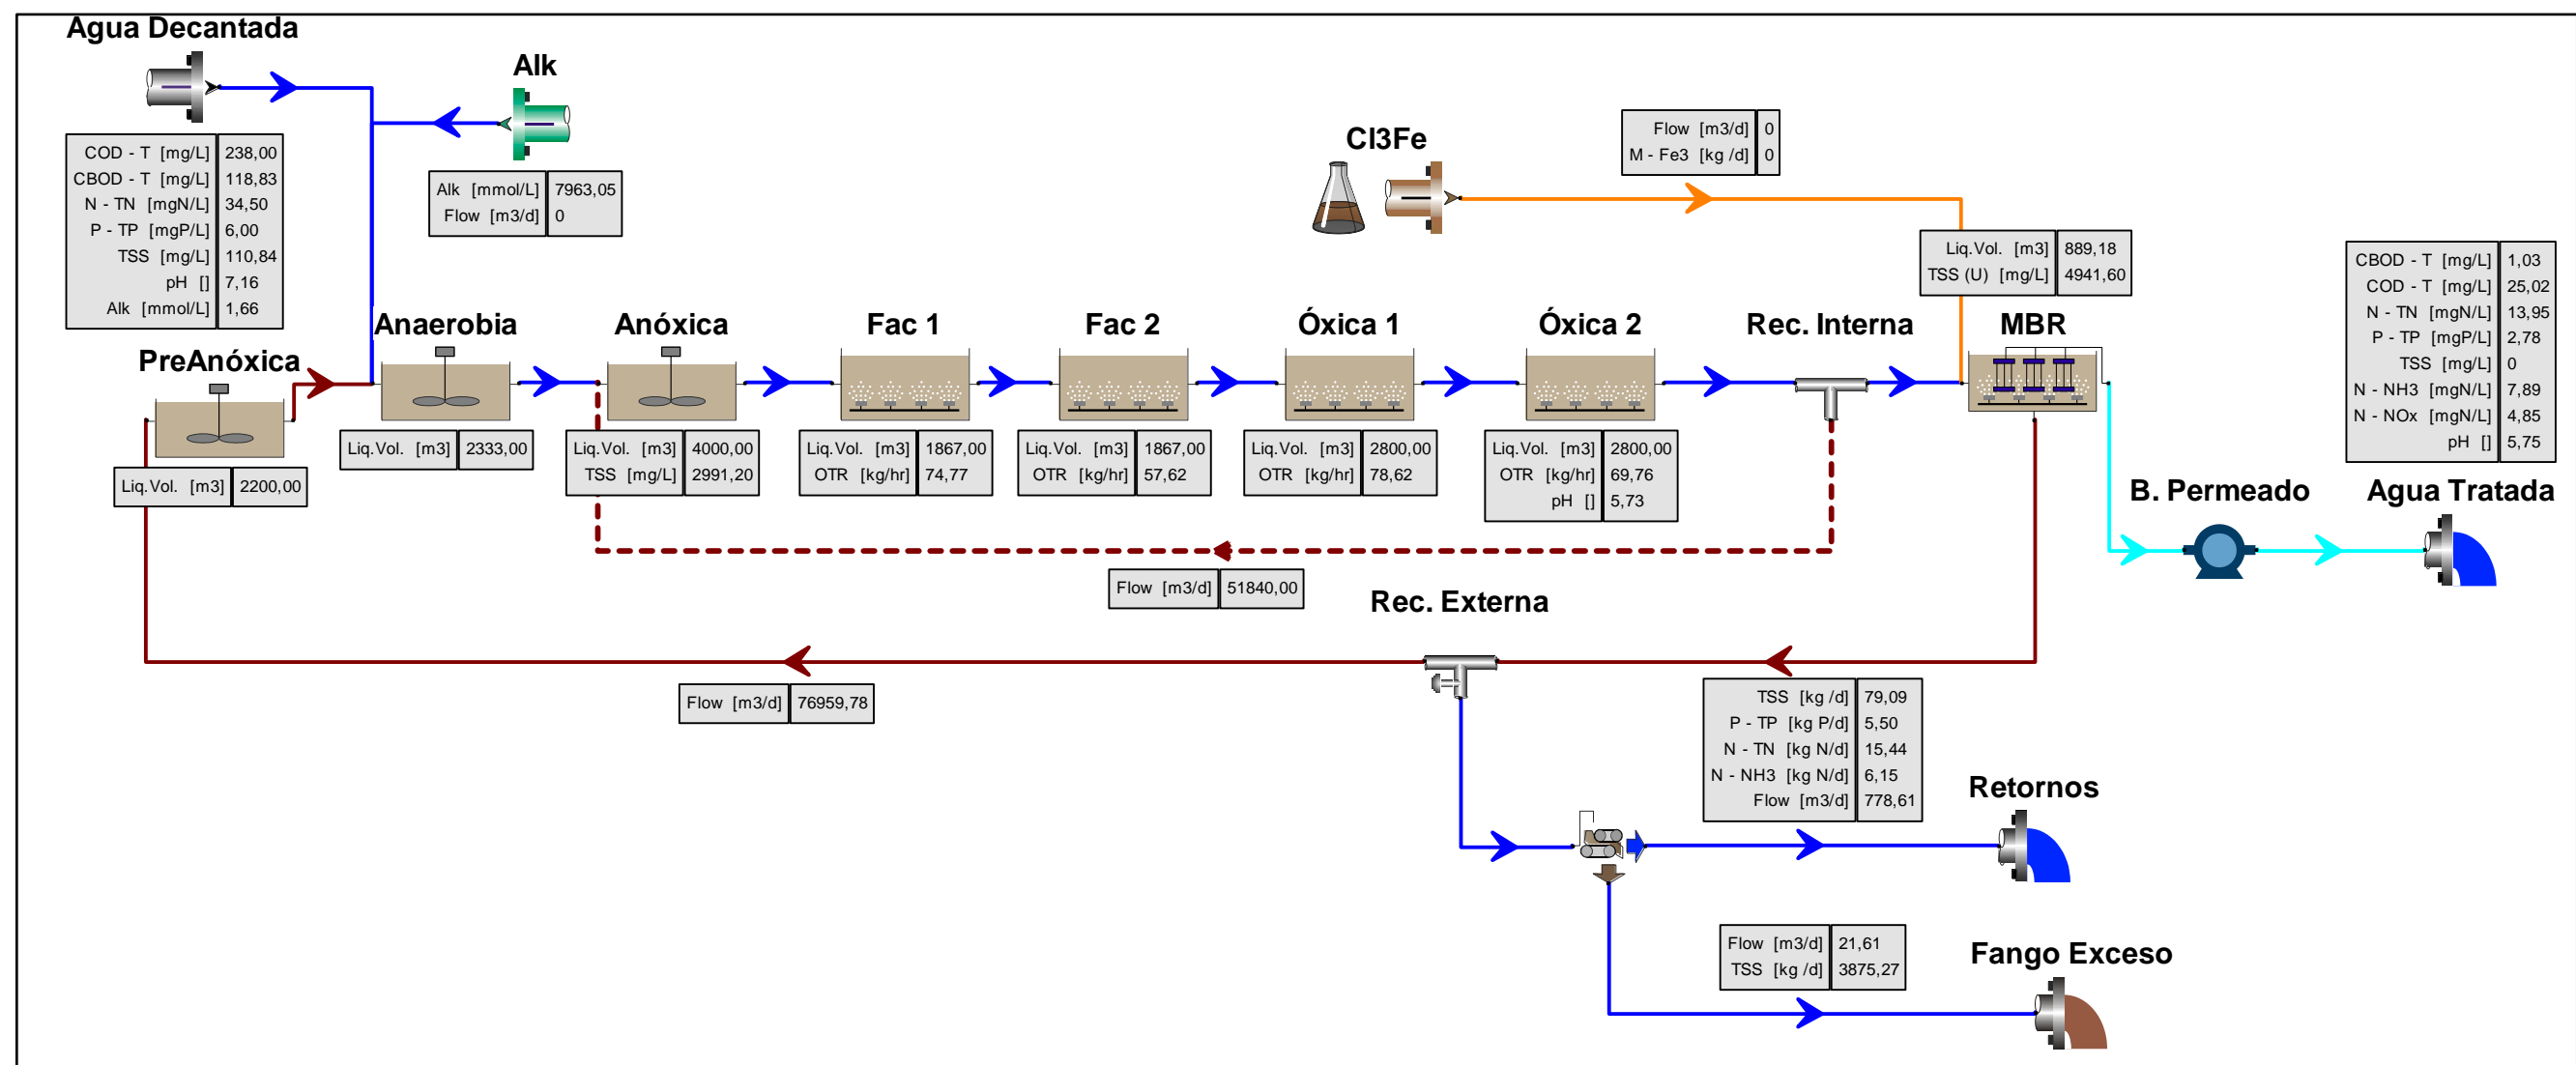 Agua Decantada
COD - T [mg/L] 238,00
CBOD - T [mg/L] 118,83
N - TN [mgN/L] 34,50
P - TP [mgP/L] 6,00
TSS [mg/L] 110,84
pH [] 7,16
Alk [mmol/L] 1,66
Alk
Alk [mmol/L] 7963,05
Flow [m3/d] 0
Cl3Fe
Flow [m3/d] 0
M - Fe3 [kg /d] 0
PreAnóxica
Liq.Vol. [m3] 2200,00
Anaerobia
Liq.Vol. [m3] 2333,00
Anóxica
Liq.Vol. [m3] 4000,00
TSS [mg/L] 2991,20
Fac 1
Liq.Vol. [m3] 1867,00
OTR [kg/hr] 74,77
Fac 2
Liq.Vol. [m3] 1867,00
OTR [kg/hr] 57,62
Óxica 1
Liq.Vol. [m3] 2800,00
OTR [kg/hr] 78,62
Óxica 2
Liq.Vol. [m3] 2800,00
OTR [kg/hr] 69,76
pH [] 5,73
Rec. Interna
Liq.Vol. [m3] 889,18
TSS (U) [mg/L] 4941,60
MBR
CBOD - T [mg/L] 1,03
COD - T [mg/L] 25,02
N - TN [mgN/L] 13,95
P - TP [mgP/L] 2,78
TSS [mg/L] 0
N - NH3 [mgN/L] 7,89
N - NOx [mgN/L] 4,85
pH [] 5,75
B. Permeado
Agua Tratada
Flow [m3/d] 51840,00
Rec. Externa
Flow [m3/d] 76959,78
TSS [kg /d] 79,09
P - TP [kg P/d] 5,50
N - TN [kg N/d] 15,44
N - NH3 [kg N/d] 6,15
Flow [m3/d] 778,61
Retornos
Flow [m3/d] 21,61
TSS [kg /d] 3875,27
Fango Exceso